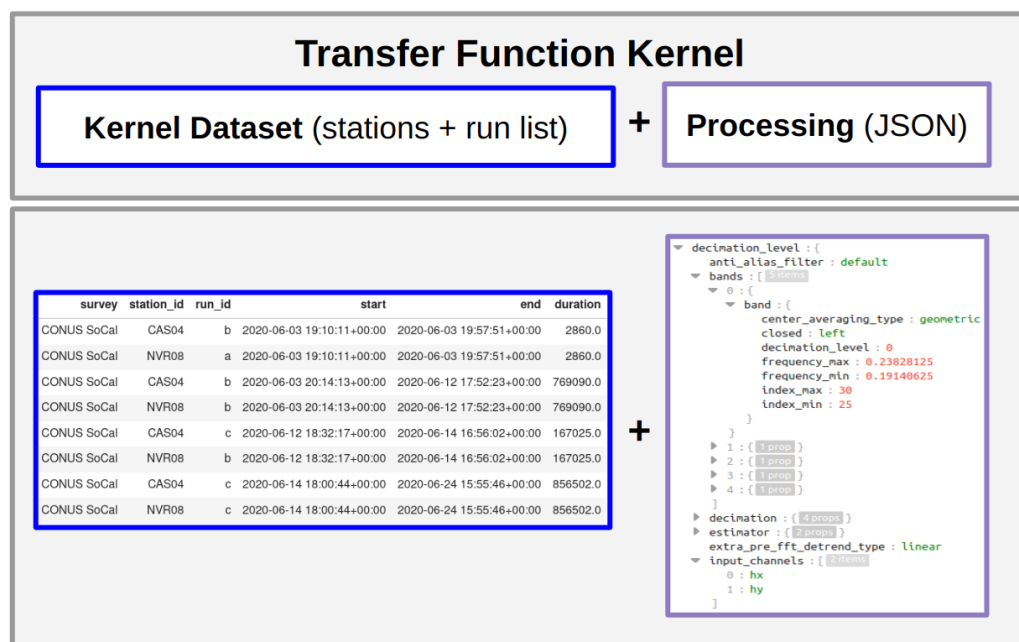 Transfer Function Kernel
Kernel Dataset (stations + run list)
+
Processing (JSON)
survey station_id run_id start end duration
CONUS SoCal CAS04 b 2020-06-03 19:10:11+00:00 2020-06-03 19:57:51+00:00 2860.0
CONUS SoCal NVR08 a 2020-06-03 19:10:11+00:00 2020-06-03 19:57:51+00:00 2860.0
CONUS SoCal CAS04 b 2020-06-03 20:14:13+00:00 2020-06-12 17:52:23+00:00 769090.0
CONUS SoCal NVR08 b 2020-06-03 20:14:13+00:00 2020-06-12 17:52:23+00:00 769090.0
CONUS SoCal CAS04 c 2020-06-12 18:32:17+00:00 2020-06-14 16:56:02+00:00 167025.0
CONUS SoCal NVR08 b 2020-06-12 18:32:17+00:00 2020-06-14 16:56:02+00:00 167025.0
CONUS SoCal CAS04 c 2020-06-14 18:00:44+00:00 2020-06-24 15:55:46+00:00 856502.0
CONUS SoCal NVR08 c 2020-06-14 18:00:44+00:00 2020-06-24 15:55:46+00:00 856502.0
+
decimation_level : {
anti_alias_filter : default
bands : [ 5 items
0 : {
band : {
center_averaging_type : geometric
closed : left
decimation_level : 0
frequency_max : 0.23828125
frequency_min : 0.19140625
index_max : 30
index_min : 25
}
}
1 : { 1 prop }
2 : { 1 prop }
3 : { 1 prop }
4 : { 1 prop }
]
decimation : { 4 props }
estimator : { 2 props }
extra_pre_fft_detrend_type : linear
input_channels : [ 2 items
0 : hx
1 : hy
]